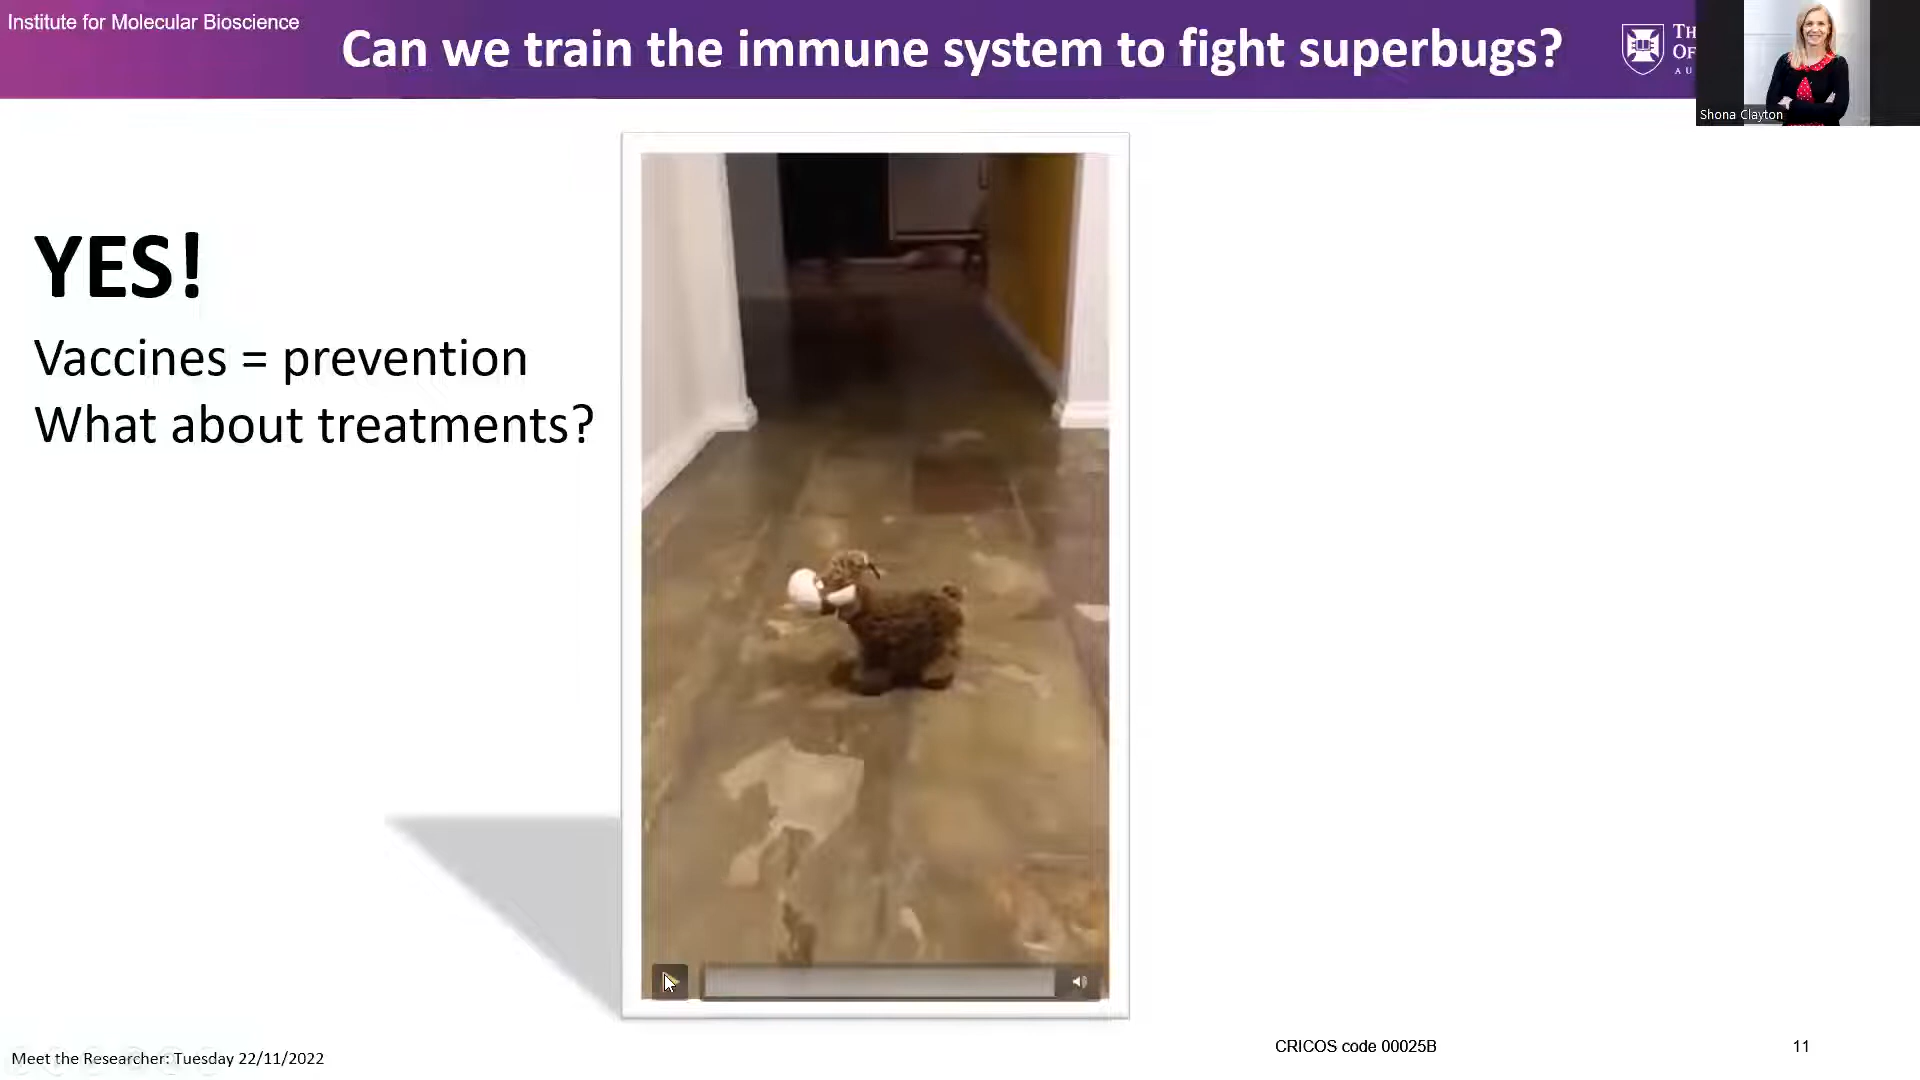 Institute for Molecular Bioscience
Can we train the immune system to fight superbugs?
Shona Clayton
YES!
Vaccines = prevention
What about treatments?
Meet the Researcher: Tuesday 22/11/2022
CRICOS code 00025B
11